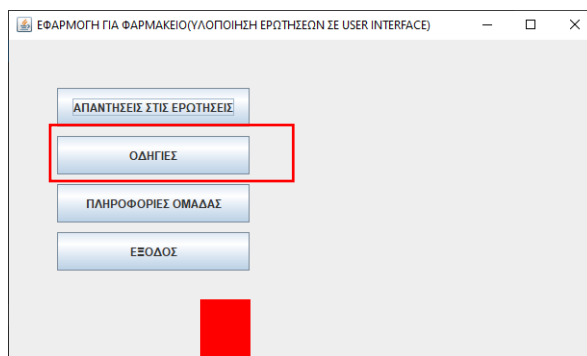 ΕΦΑΡΜΟΓΗ ΓΙΑ ΦΑΡΜΑΚΕΙΟ(ΥΛΟΠΟΙΗΣΗ ΕΡΩΤΗΣΕΩΝ ΣΕ USER INTERFACE)
ΑΠΑΝΤΗΣΕΙΣ ΣΤΙΣ ΕΡΩΤΗΣΕΙΣ
ΟΔΗΓΙΕΣ
ΠΛΗΡΟΦΟΡΙΕΣ ΟΜΑΔΑΣ
ΕΞΟΔΟΣ